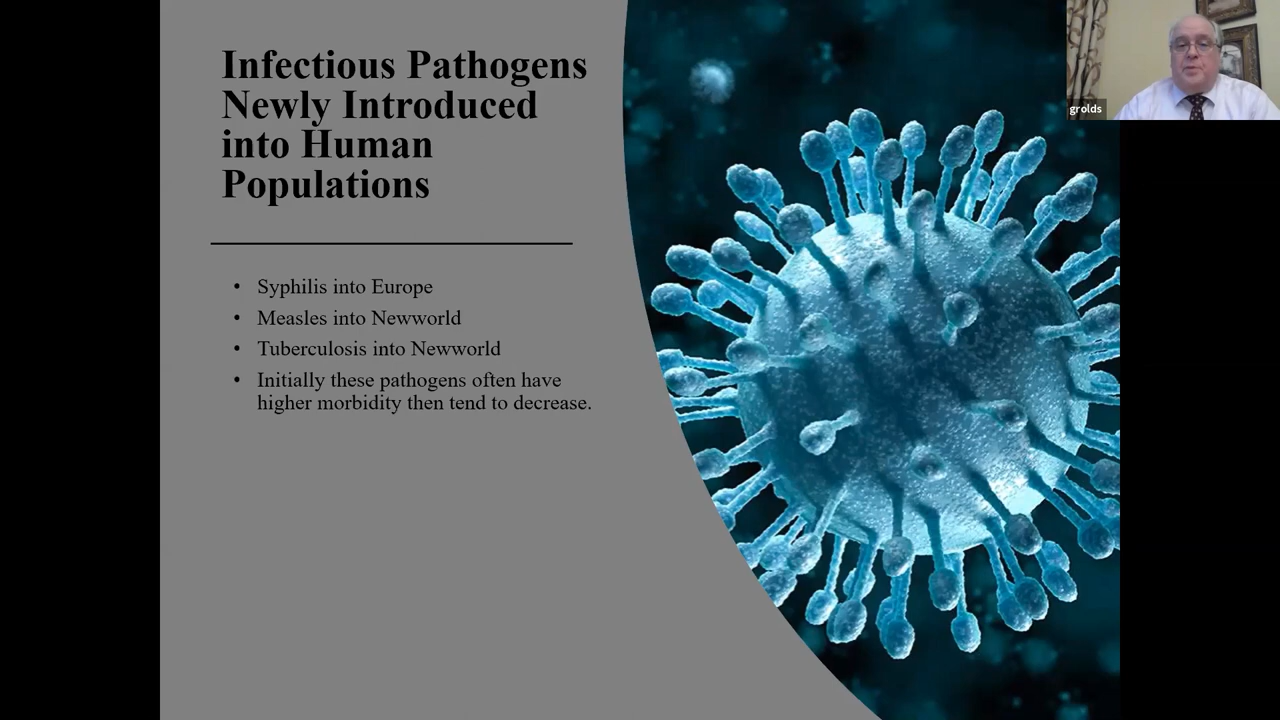 Infectious Pathogens
Newly Introduced
into Human
Populations
• Syphilis into Europe
• Measles into Newworld
• Tuberculosis into Newworld
• Initially these pathogens often have
higher morbidity then tend to decrease.
grolds